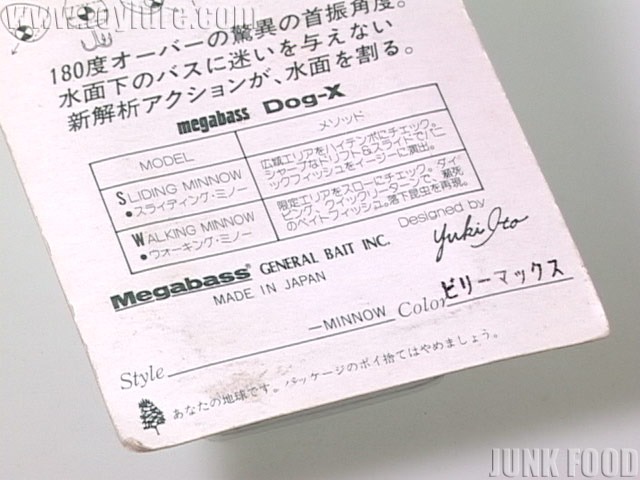 www.toylure.com
180度オーバーの驚異の首振角度。
水面下のバスに迷いを与えない
新解析アクションが、水面を割る。
megabass Dog-X
MODEL
メソッド
SLIDING MINNOW
●スライディング・ミノー
広域エリアをハイテンポにチェック。
シャープなドリフト&スライドでパニ
ックフィッシュをイージーに演出。
WALKING MINNOW
●ウォーキング・ミノー
限定エリアをスローにチェック。ダイ
ピング、クイックリターンで、瀕死
のベイトフィッシュ、落下昆虫を再現。
Megabass GENERAL BAIT INC.
MADE IN JAPAN
Designed by
Yuki Ito
Style
—MINNOW Color ビリーマックス
あなたの地球です。パッケージのポイ捨てはやめましょう。
JUNK FOOD